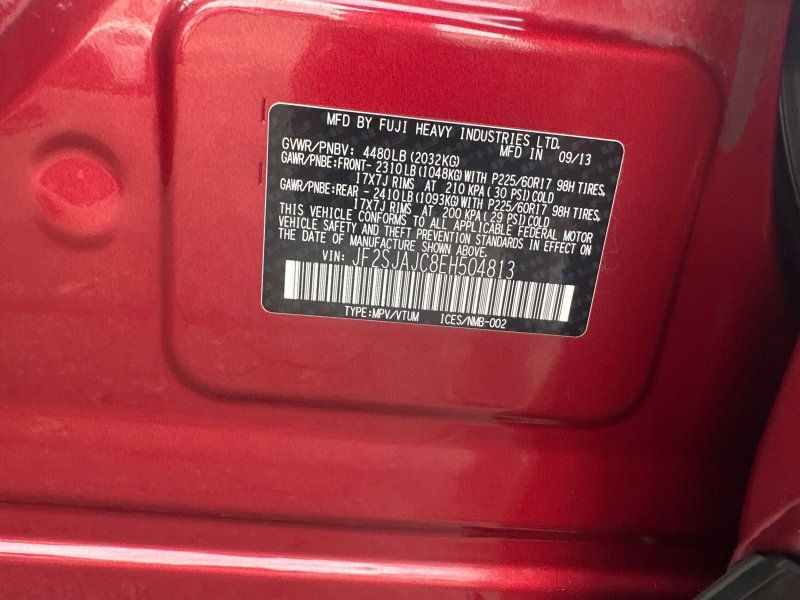 MFD BY FUJI HEAVY INDUSTRIES LTD.
MFD IN 09/13
GVWR/PNBV: 4480LB(2032KG)
GAWR/PNBE:FRONT- 2310LB(1048KG)WITH P225/60R17 98H TIRES,
17X7J RIMS AT 210 KPA( 30 PSI)COLD
GAWR/PNBE:REAR - 2410LB(1093KG)WITH P225/60R17 98H TIRES,
17X7J RIMS AT 200 KPA( 29 PSI)COLD
THIS VEHICLE CONFORMS TO ALL APPLICABLE FEDERAL MOTOR
VEHICLE SAFETY AND THEFT PREVENTION STANDARDS IN EFFECT ON
THE DATE OF MANUFACTURE SHOWN ABOVE.
VIN: JF2SJAJC8EH504813
TYPE:MPV/VTUM ICES/NMB-002